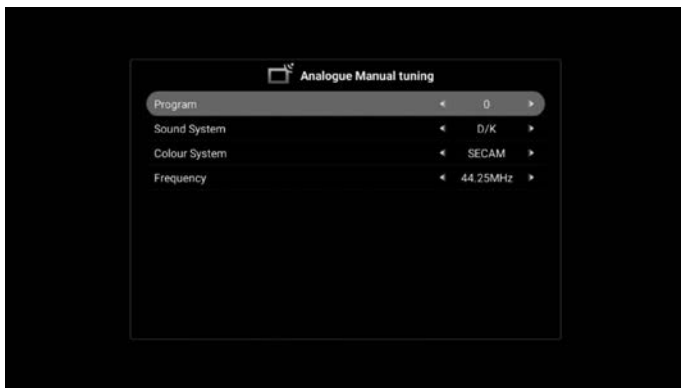 Analogue Manual tuning
Program 0
Sound System D/K
Colour System SECAM
Frequency 44.25MHz